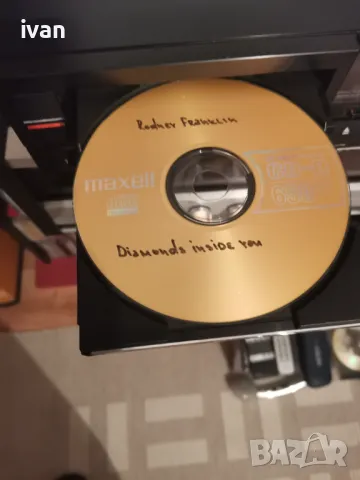 ivan
Rodney Franklin
maxell
Diamonds inside you
BAZAR